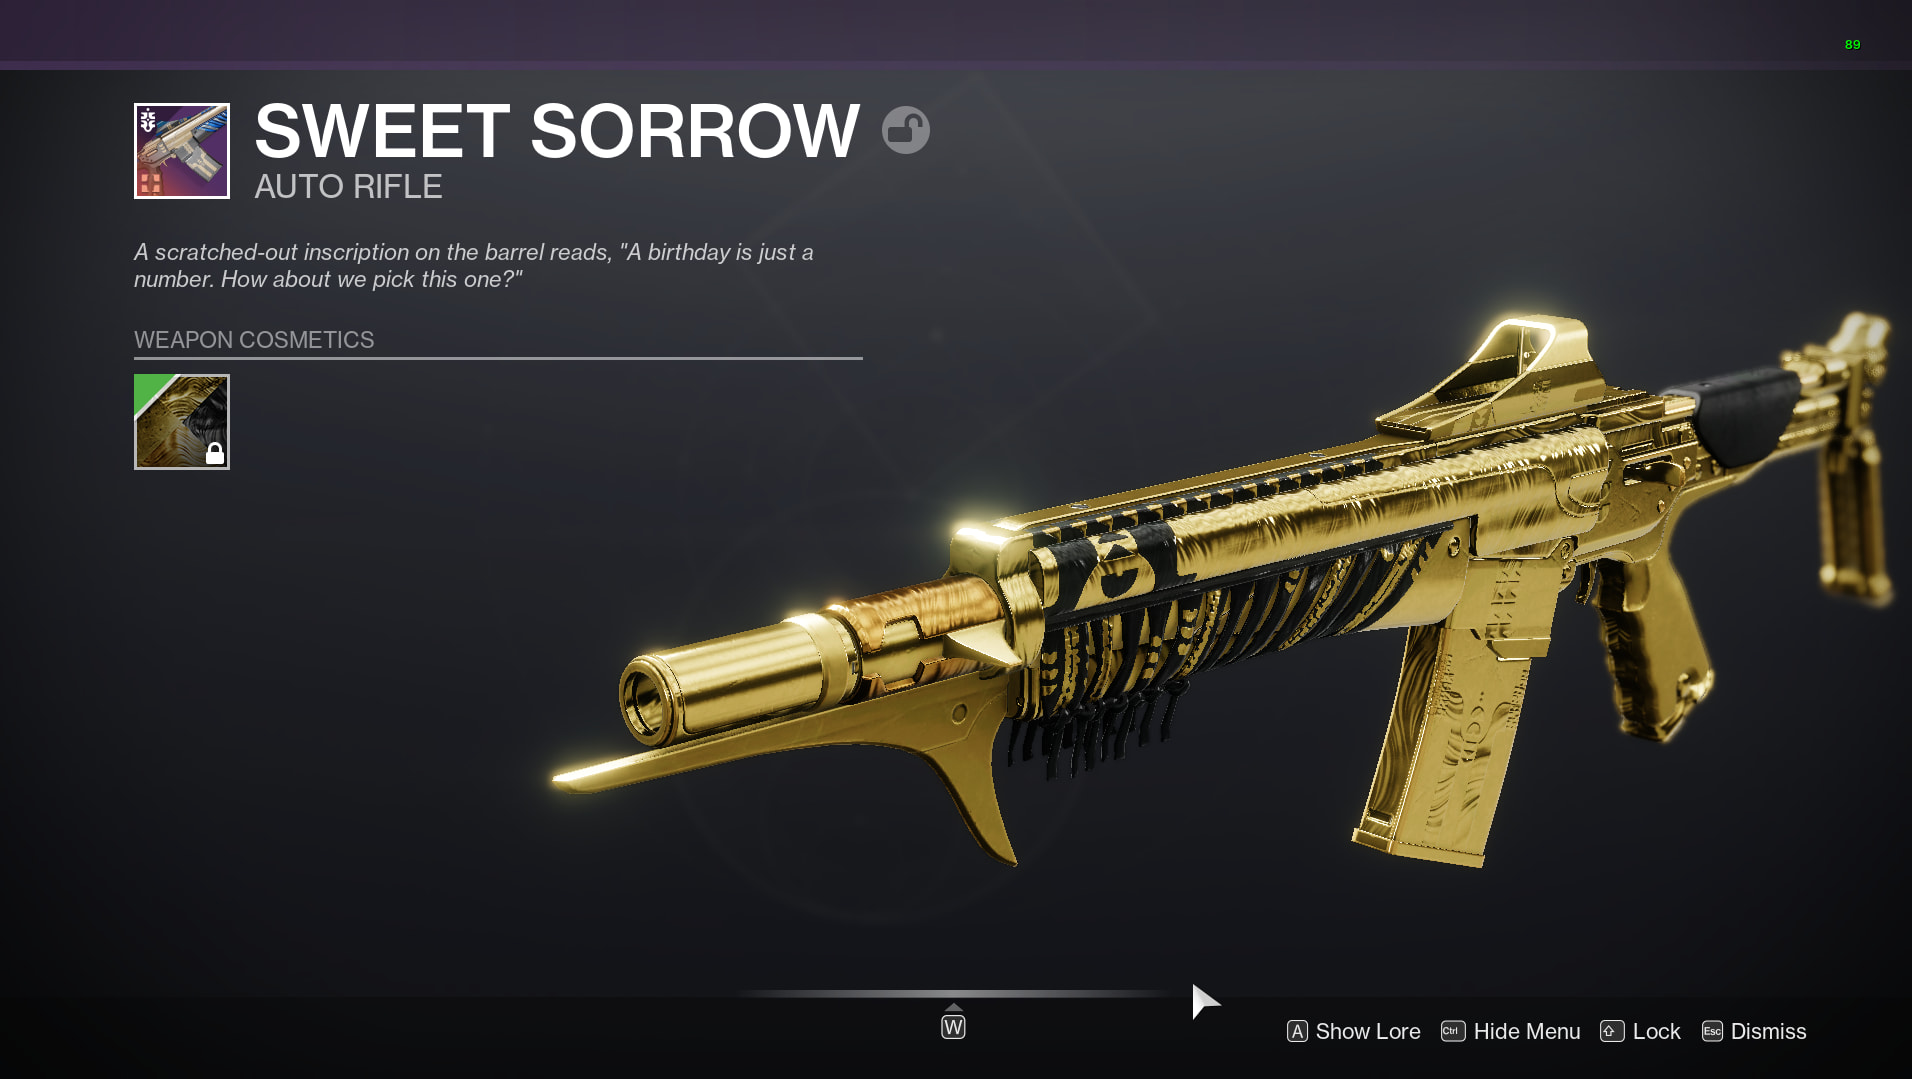 89
SWEET SORROW
AUTO RIFLE
A scratched-out inscription on the barrel reads, "A birthday is just a
number. How about we pick this one?"
WEAPON COSMETICS
W
A Show Lore Ctrl Hide Menu Lock Esc Dismiss